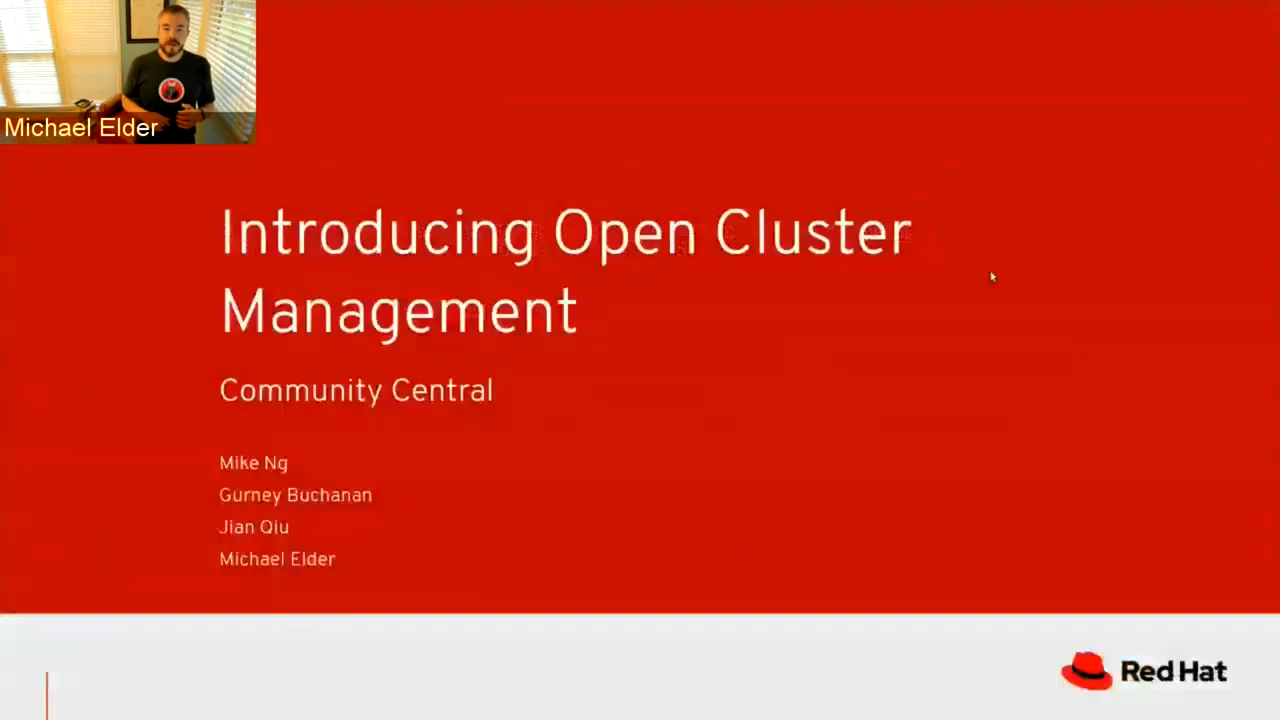 Michael Elder
Introducing Open Cluster
Management
Community Central
Mike Ng
Gurney Buchanan
Jian Qiu
Michael Elder
Red Hat